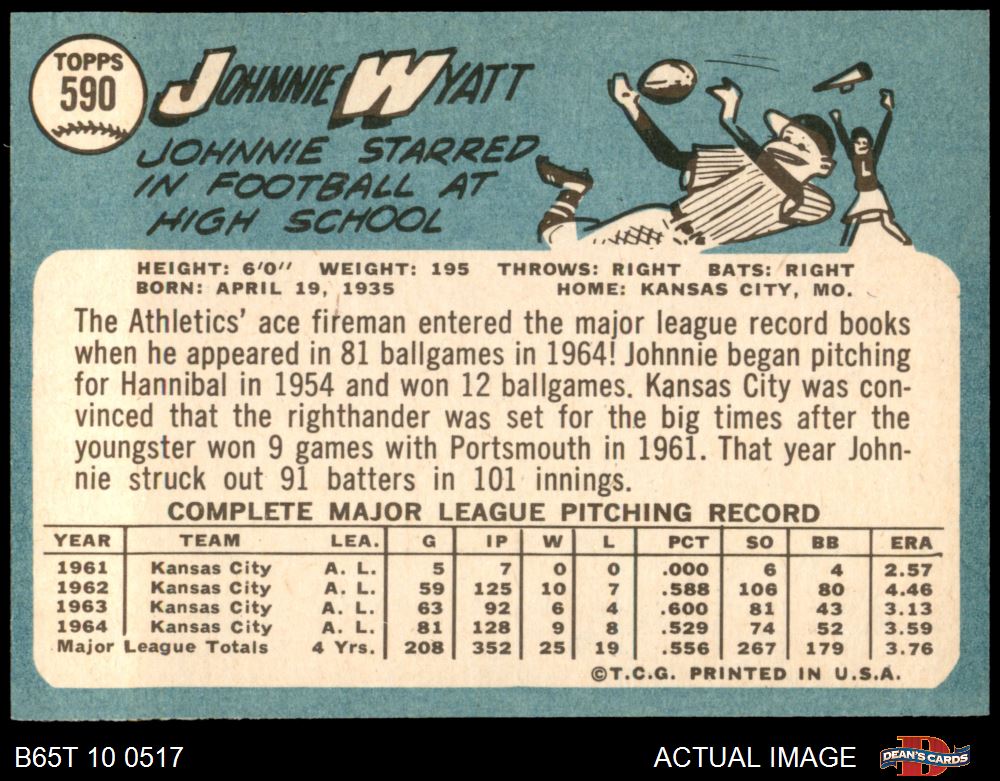 TOPPS
590
JOHNNIE WYATT
JOHNNIE STARRED
IN FOOTBALL AT
HIGH SCHOOL
L
HEIGHT: 6'0" WEIGHT: 195 THROWS: RIGHT BATS: RIGHT
BORN: APRIL 19, 1935 HOME: KANSAS CITY, MO.
The Athletics' ace fireman entered the major league record books
when he appeared in 81 ballgames in 1964! Johnnie began pitching
for Hannibal in 1954 and won 12 ballgames. Kansas City was con-
vinced that the righthander was set for the big times after the
youngster won 9 games with Portsmouth in 1961. That year John-
nie struck out 91 batters in 101 innings.
COMPLETE MAJOR LEAGUE PITCHING RECORD
YEAR TEAM LEA. G IP W L PCT SO BB ERA
1961 Kansas City A. L. 5 7 0 0 .000 6 4 2.57
1962 Kansas City A. L. 59 125 10 7 .588 106 80 4.46
1963 Kansas City A. L. 63 92 6 4 .600 81 43 3.13
1964 Kansas City A. L. 81 128 9 8 .529 74 52 3.59
Major League Totals 4 Yrs. 208 352 25 19 .556 267 179 3.76
©T.C.G. PRINTED IN U.S.A.
B65T 10 0517 ACTUAL IMAGE DEAN'S CARDS